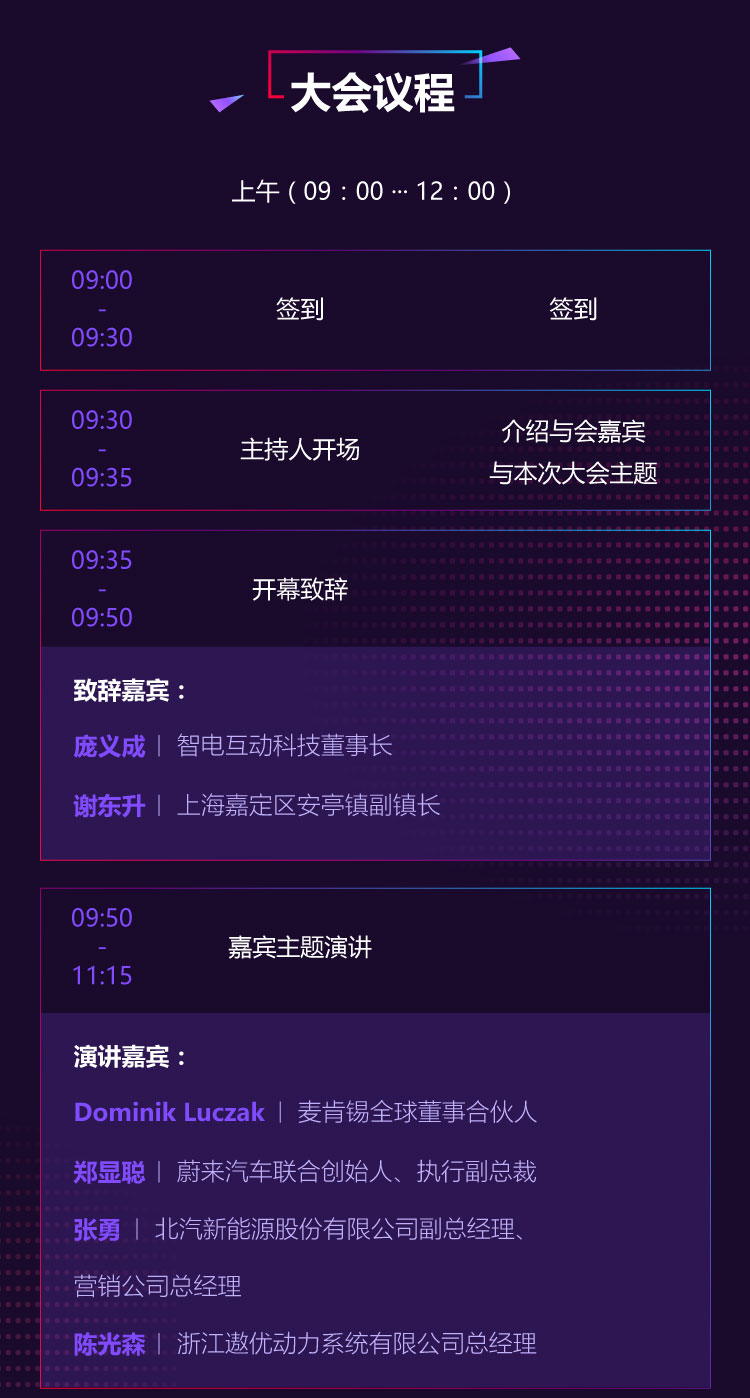 大会议程
上午（09：00 ··· 12：00）
09:00
-
09:30
签到
签到
09:30
-
09:35
主持人开场
介绍与会嘉宾
与本次大会主题
09:35
-
09:50
开幕致辞
致辞嘉宾：
庞义成｜智电互动科技董事长
谢东升｜上海嘉定区安亭镇副镇长
09:50
-
11:15
嘉宾主题演讲
演讲嘉宾：
Dominik Luczak｜麦肯锡全球董事合伙人
郑显聪｜蔚来汽车联合创始人、执行副总裁
张勇｜北汽新能源股份有限公司副总经理、
营销公司总经理
陈光森｜浙江遨优动力系统有限公司总经理